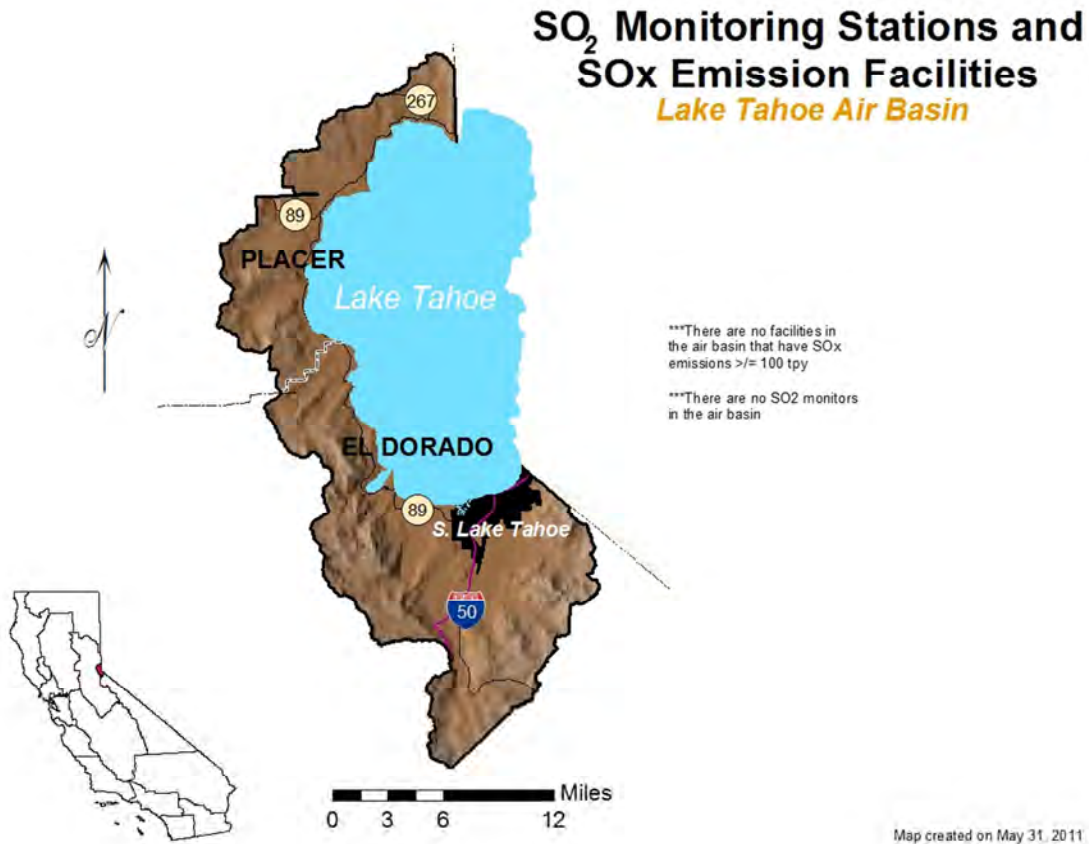 SO₂ Monitoring Stations and
SOx Emission Facilities
Lake Tahoe Air Basin
267
89
PLACER
Lake Tahoe
N
***There are no facilities in
the air basin that have SOx
emissions >/= 100 tpy
***There are no SO2 monitors
in the air basin
EL DORADO
89
S. Lake Tahoe
50
Miles
0 3 6 12
Map created on May 31, 2011